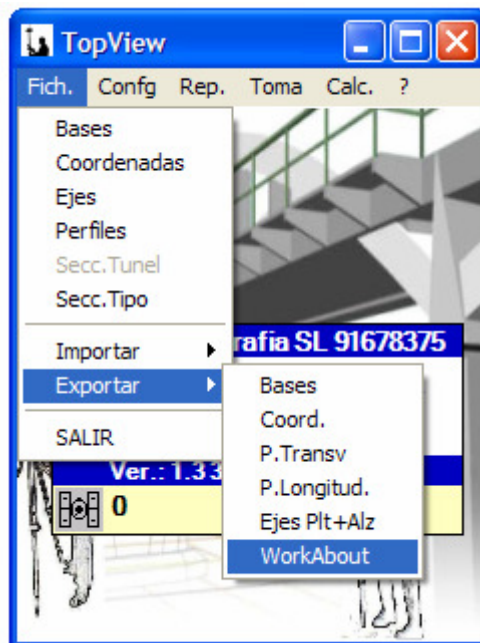 TopView
Fich. Confg Rep. Toma Calc. ?
Bases
Coordenadas
Ejes
Perfiles
Secc.Tunel
Secc.Tipo
Importar
Exportar
SALIR
rafia SL 91678375
Bases
Coord.
P.Transv
P.Longitud.
Ejes Plt+Alz
WorkAbout
Ver.: 1.3 3
0